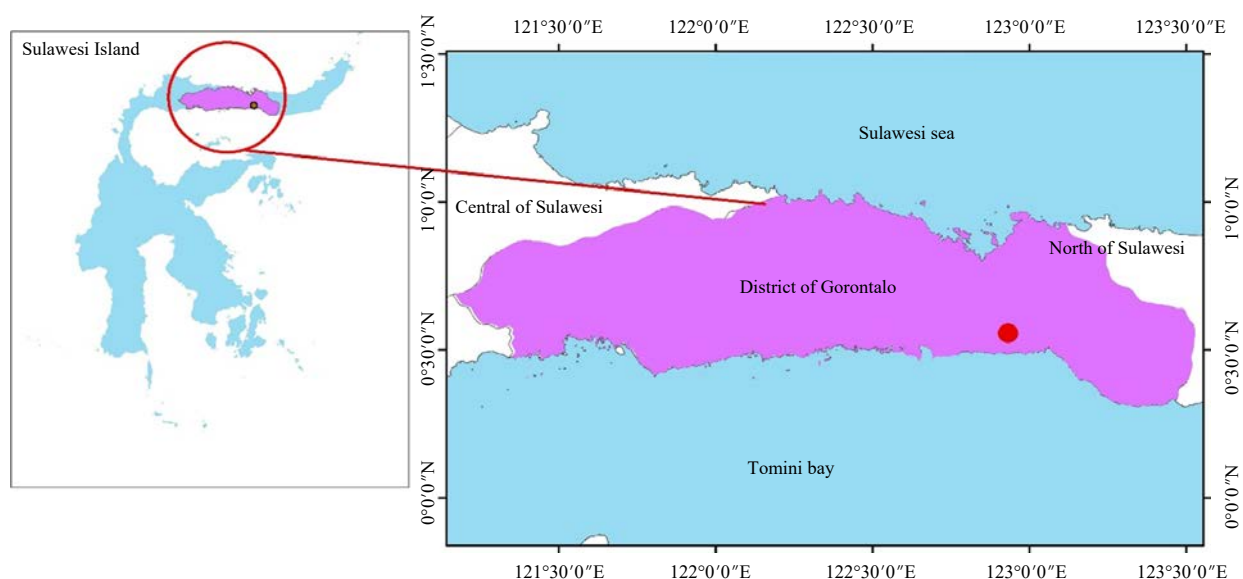 Sulawesi Island
121°30′0″E 122°0′0″E 122°30′0″E 123°0′0″E 123°30′0″E
1°30′0″N
Sulawesi sea
1°0′0″N
1°0′0″N
Central of Sulawesi
North of Sulawesi
District of Gorontalo
0°30′0″N
0°30′0″N
Tomini bay
0°0′0″N
0°0′0″N
121°30′0″E 122°0′0″E 122°30′0″E 123°0′0″E 123°30′0″E